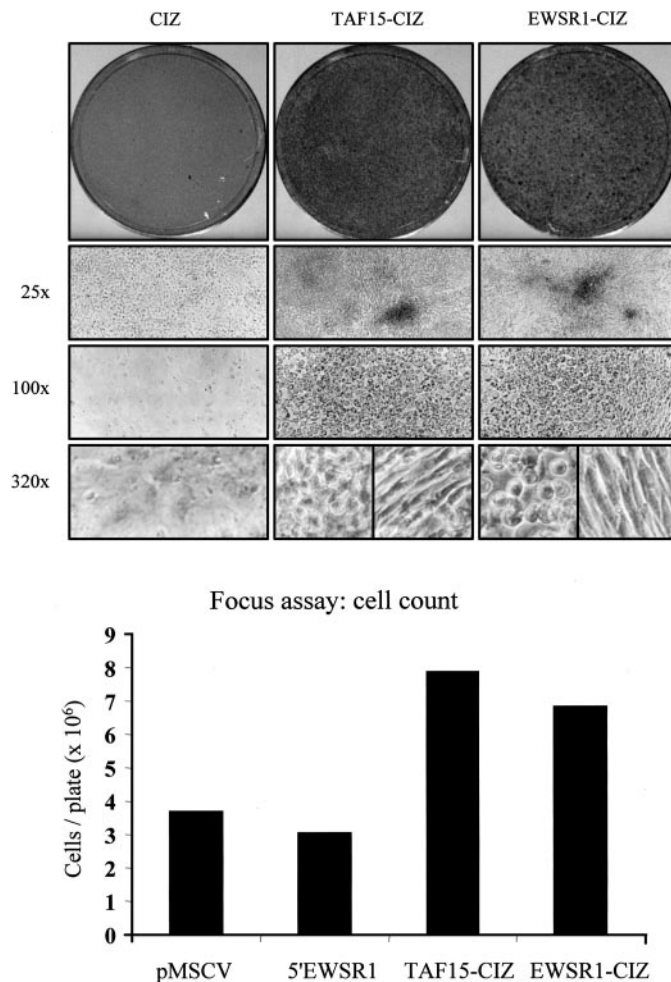 CIZ TAF15-CIZ EWSR1-CIZ
25x
100x
320x
Focus assay: cell count
Cells / plate (x 10⁶)
9
8
7
6
5
4
3
2
1
0
pMSCV 5'EWSR1 TAF15-CIZ EWSR1-CIZ